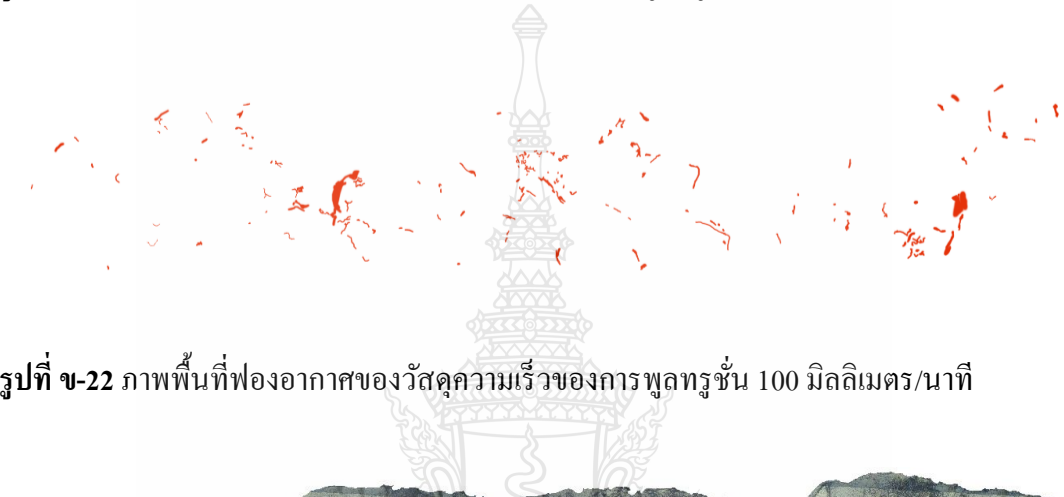 รูปที่ ข-22 ภาพพื้นที่ฟองอากาศของวัสดุความเร็วของการพูลทรูชั่น 100 มิลลิเมตร/นาที